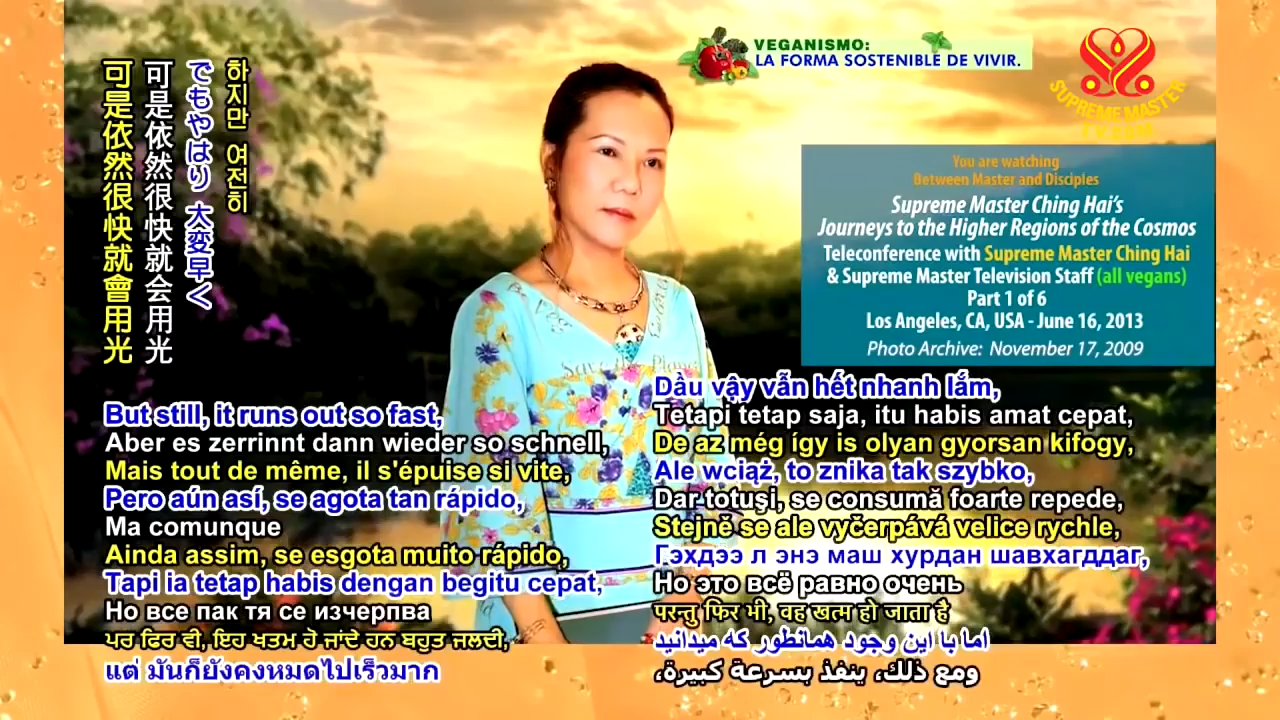 VEGANISMO:
LA FORMA SOSTENIBLE DE VIVIR.
SUPREME MASTER
TV.COM
可是依然很快就會用光
可是依然很快就会用光
でもやはり 大変早く
하지만 여전히
You are watching
Between Master and Disciples
Supreme Master Ching Hai's
Journeys to the Higher Regions of the Cosmos
Teleconference with Supreme Master Ching Hai
& Supreme Master Television Staff (all vegans)
Part 1 of 6
Los Angeles, CA, USA - June 16, 2013
Photo Archive: November 17, 2009
Save the Planet
But still, it runs out so fast,
Aber es zerrinnt dann wieder so schnell,
Mais tout de même, il s'épuise si vite,
Pero aún así, se agota tan rápido,
Ma comunque
Ainda assim, se esgota muito rápido,
Tapi ia tetap habis dengan begitu cepat,
Но все пак тя се изчерпва
ਪਰ ਫਿਰ ਵੀ, ਇਹ ਖਤਮ ਹੋ ਜਾਂਦੇ ਹਨ ਬਹੁਤ ਜਲਦੀ,
แต่ มันก็ยังคงหมดไปเร็วมาก
Dầu vậy vẫn hết nhanh lắm,
Tetapi tetap saja, itu habis amat cepat,
De az még így is olyan gyorsan kifogy,
Ale wciąż, to znika tak szybko,
Dar totuşi, se consumă foarte repede,
Stejně se ale vyčerpává velice rychle,
Гэхдээ л энэ маш хурдан шавхагддаг,
Но это всё равно очень
परन्तु फिर भी, वह खत्म हो जाता है
اما با این وجود همانطور که میدانید
ومع ذلك، ينفذ بسرعة كبيرة،